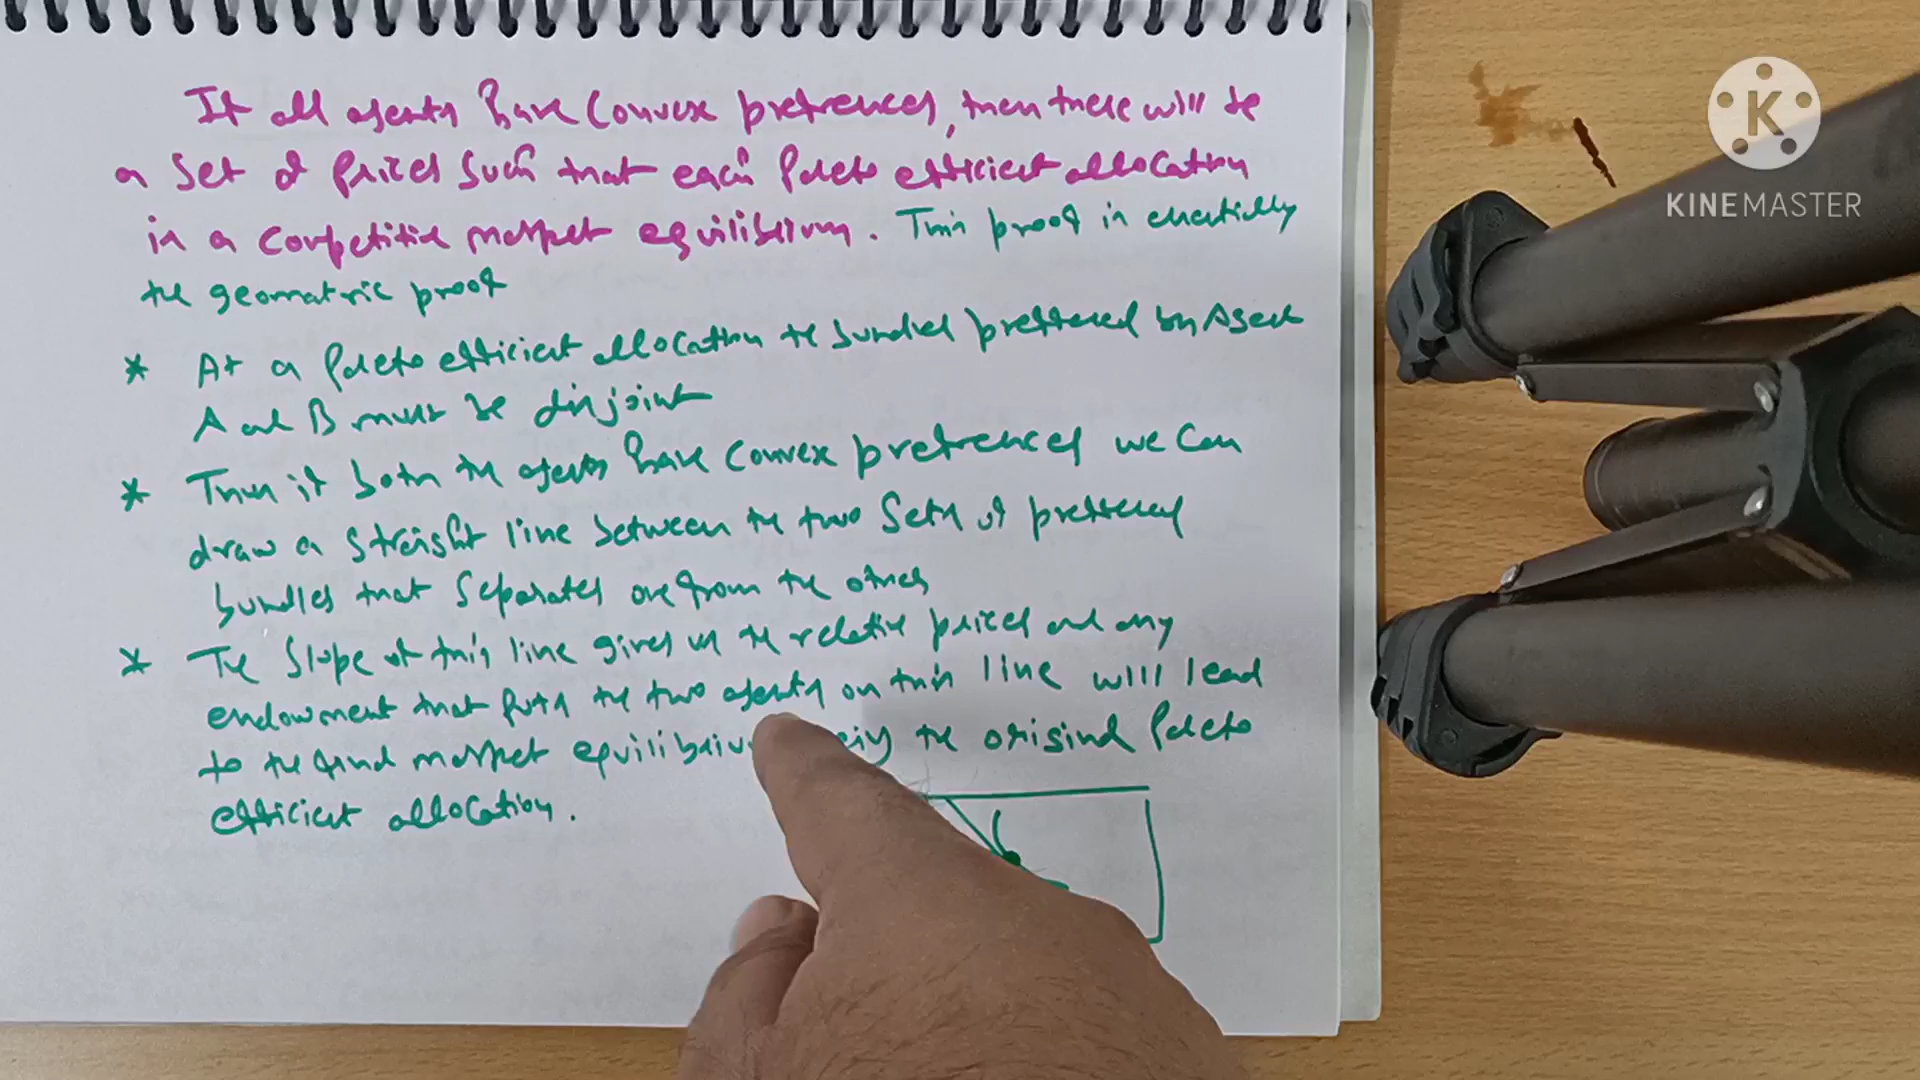 If all agents have convex preferences, then there will be
a set of prices such that each Pareto efficient allocation
is a competitive market equilibrium. This proof is essentially
the geomatric proof
* At a Pareto efficient allocation the bundles preferred by Agent
A and B must be disjoint
* Thus if both the agents have convex preferences we can
draw a straight line between the two sets of preferred
bundles that separates one from the other
* The slope of this line gives us the relative prices and any
endowment that puts the two agents on this line will lead
to the final market equilibrium the original Pareto
efficient allocation.
K
KINEMASTER